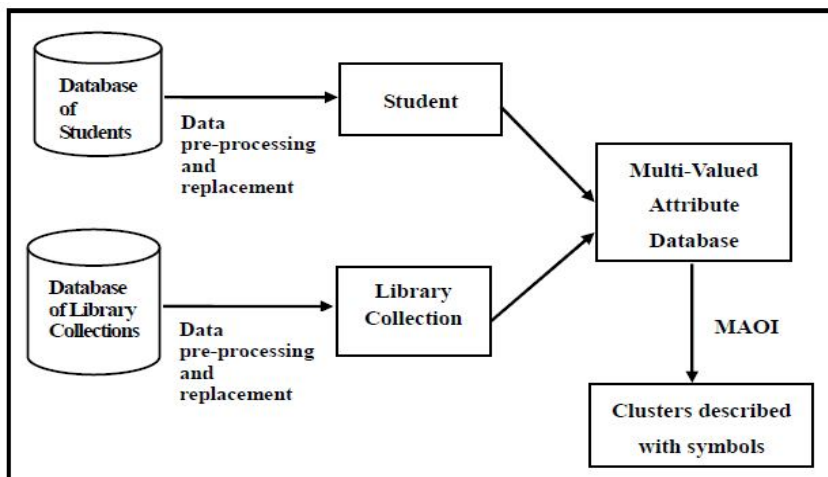 Database
of
Students
Data
pre-processing
and
replacement
Student
Database
of Library
Collections
Data
pre-processing
and
replacement
Library
Collection
Multi-Valued
Attribute
Database
MAOI
Clusters described
with symbols